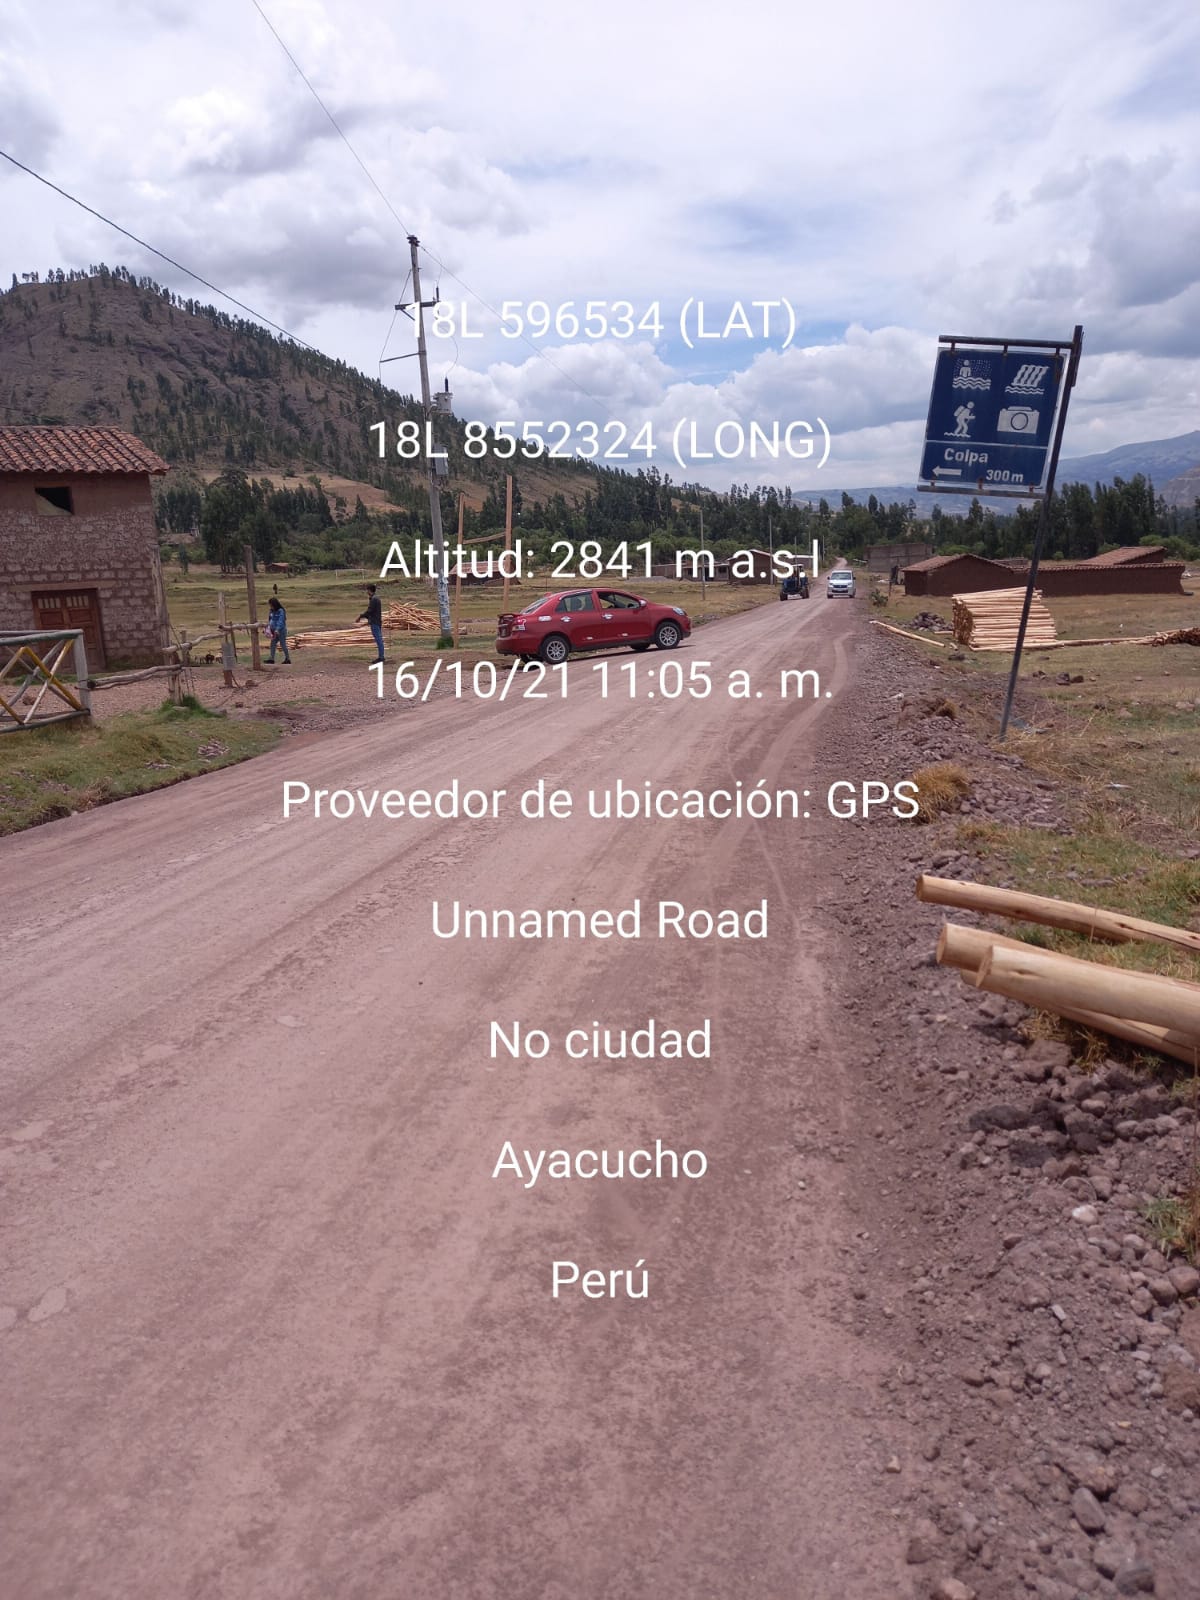 18L 596534 (LAT)
18L 8552324 (LONG)
Colpa
300m
Altitud: 2841 m a.s.l
16/10/21 11:05 a. m.
Proveedor de ubicación: GPS
Unnamed Road
No ciudad
Ayacucho
Perú